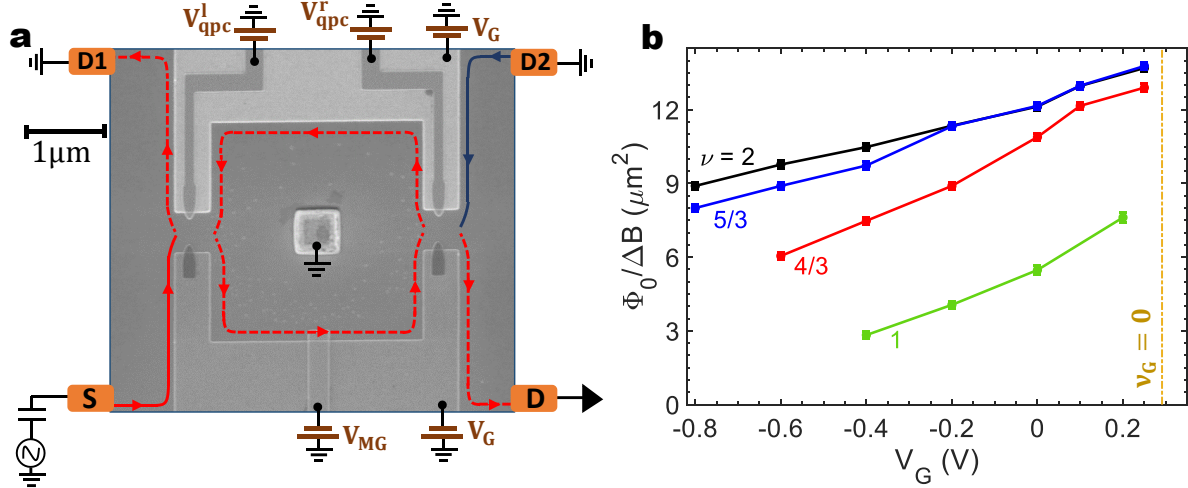 a
V^l_qpc
V^r_qpc
V_G
D1
D2
1μm
S
D
V_MG
V_G
b
Φ_0/ΔB (μm^2)
12
9
6
3
0
ν = 2
5/3
4/3
1
ν_G = 0
-0.8
-0.6
-0.4
-0.2
0
0.2
V_G (V)